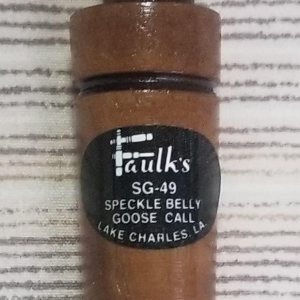 Faulk's
SG-49
SPECKLE BELLY
GOOSE CALL
LAKE CHARLES, LA.